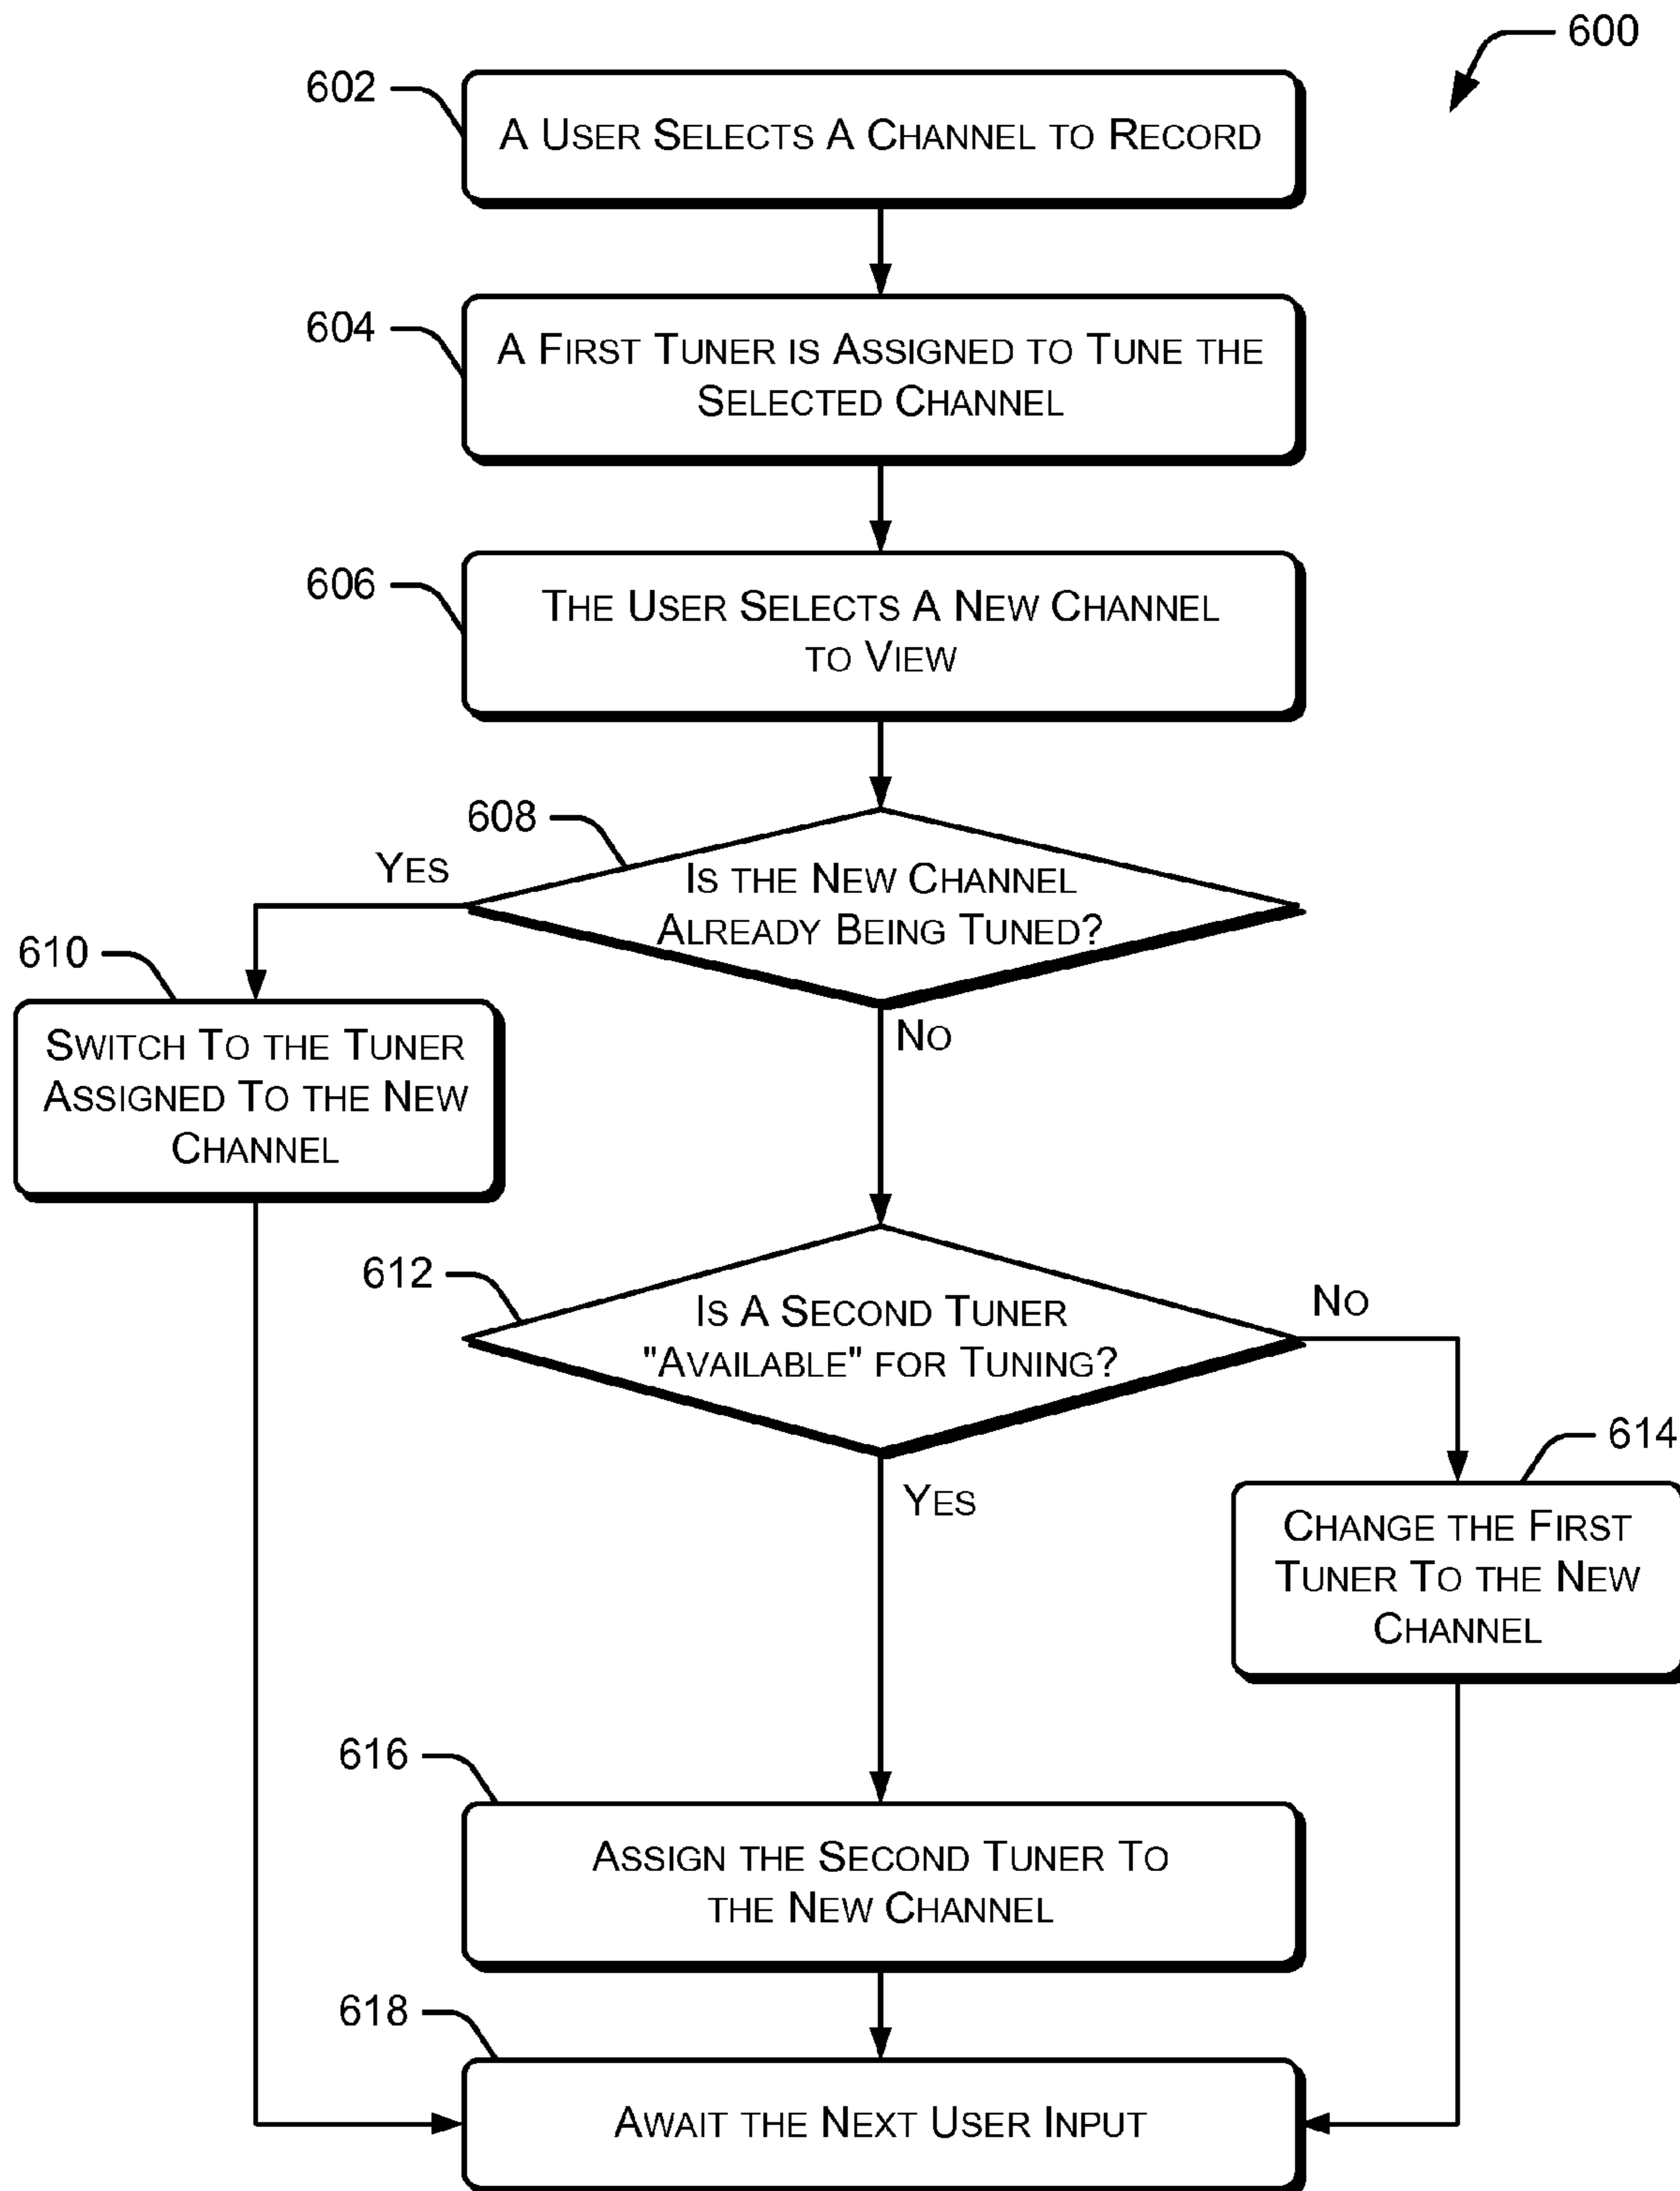 600
602
A User Selects A Channel to Record
604
A First Tuner is Assigned to Tune the
Selected Channel
606
The User Selects A New Channel
to View
608
Yes
Is the New Channel
Already Being Tuned?
610
No
Switch To the Tuner
Assigned To the New
Channel
612
No
Is A Second Tuner
"Available" for Tuning?
614
Yes
Change the First
Tuner To the New
Channel
616
Assign the Second Tuner To
the New Channel
618
Await the Next User Input